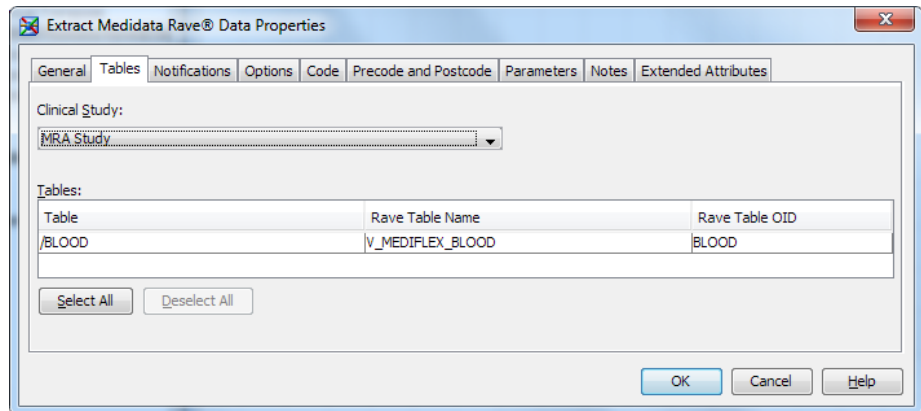 Extract Medidata Rave® Data Properties
General Tables Notifications Options Code Precode and Postcode Parameters Notes Extended Attributes
Clinical Study:
MRA Study
Tables:
Table Rave Table Name Rave Table OID
/BLOOD V_MEDIFLEX_BLOOD BLOOD
Select All Deselect All
OK Cancel Help